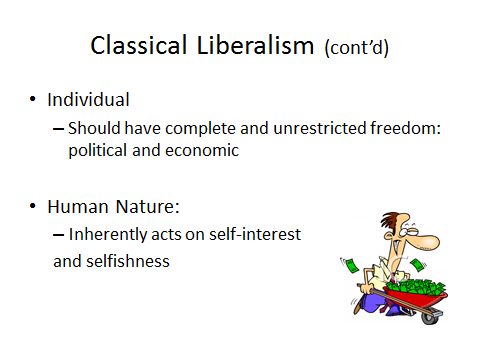 Classical Liberalism (cont’d)
• Individual
– Should have complete and unrestricted freedom:
political and economic
• Human Nature:
– Inherently acts on self-interest
and selfishness